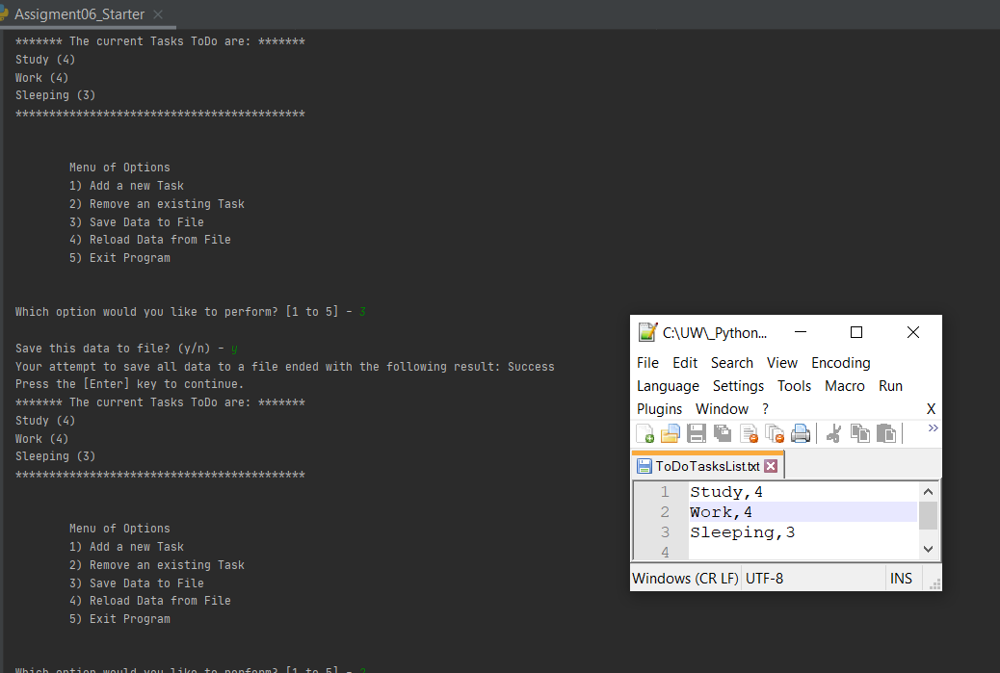 Assigment06_Starter
******* The current Tasks ToDo are: *******
Study (4)
Work (4)
Sleeping (3)
*******************************************
Menu of Options
1) Add a new Task
2) Remove an existing Task
3) Save Data to File
4) Reload Data from File
5) Exit Program
Which option would you like to perform? [1 to 5] - 3
Save this data to file? (y/n) - y
Your attempt to save all data to a file ended with the following result: Success
Press the [Enter] key to continue.
******* The current Tasks ToDo are: *******
Study (4)
Work (4)
Sleeping (3)
*******************************************
Menu of Options
1) Add a new Task
2) Remove an existing Task
3) Save Data to File
4) Reload Data from File
5) Exit Program
Which option would you like to perform? [1 to 5] -
C:\UW\_Python...
File Edit Search View Encoding
Language Settings Tools Macro Run
Plugins Window ? X
ToDoTasksList.txt
1 Study,4
2 Work,4
3 Sleeping,3
4
Windows (CR LF) UTF-8 INS